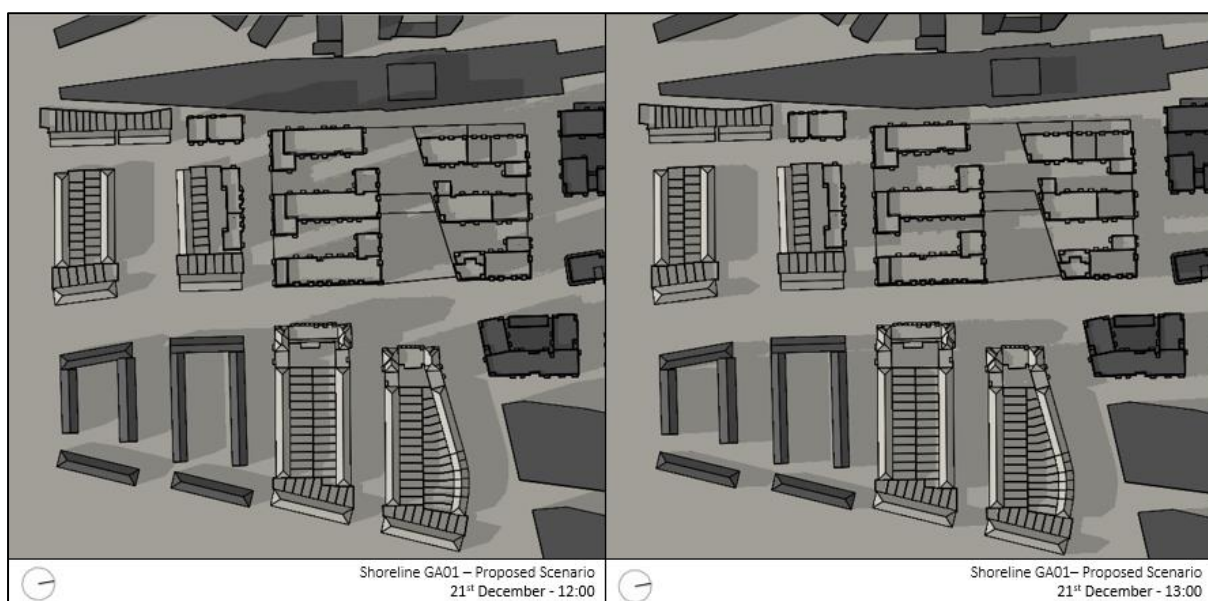 Shoreline GA01 – Proposed Scenario
21st December - 12:00
Shoreline GA01– Proposed Scenario
21st December - 13:00